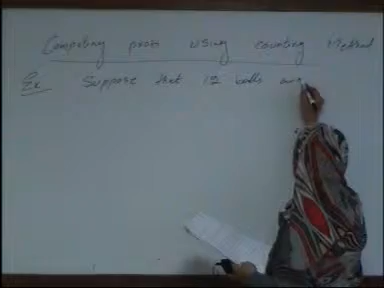 Computing prob using counting Method
Ex Suppose that 12 balls are